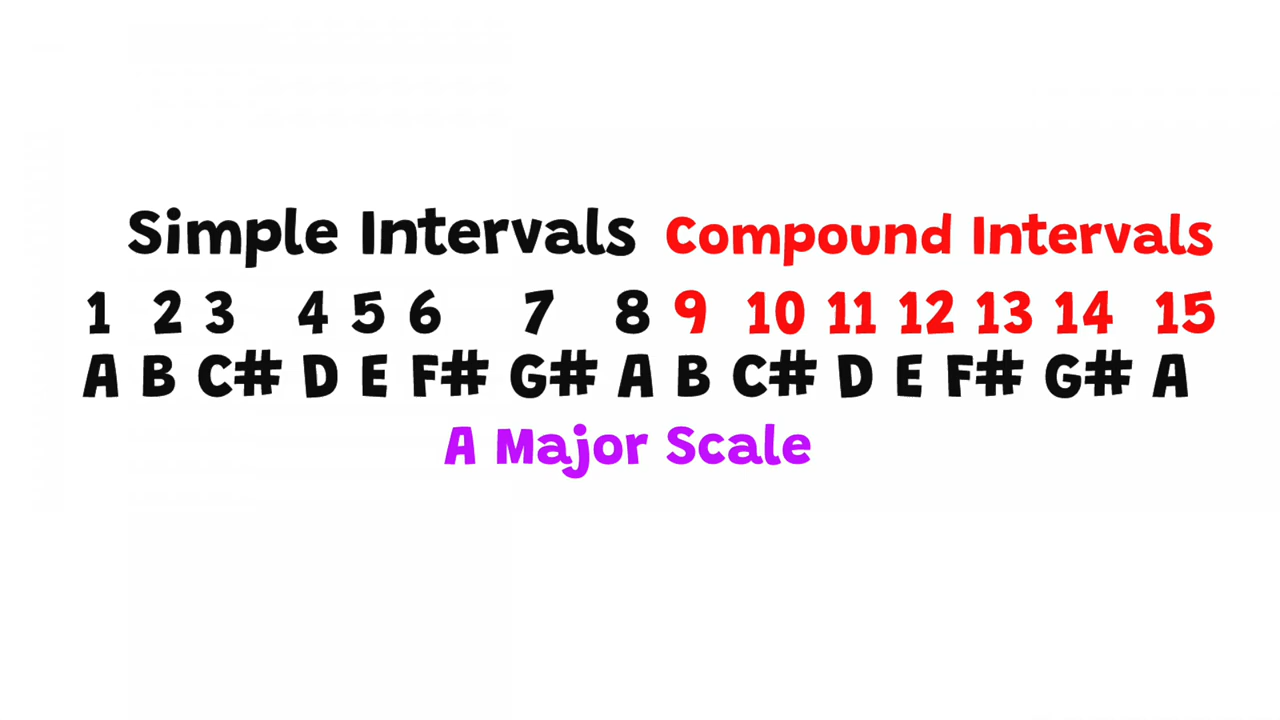 Simple Intervals Compound Intervals
1 2 3 4 5 6 7 8 9 10 11 12 13 14 15
A B C# D E F# G# A B C# D E F# G# A
A Major Scale